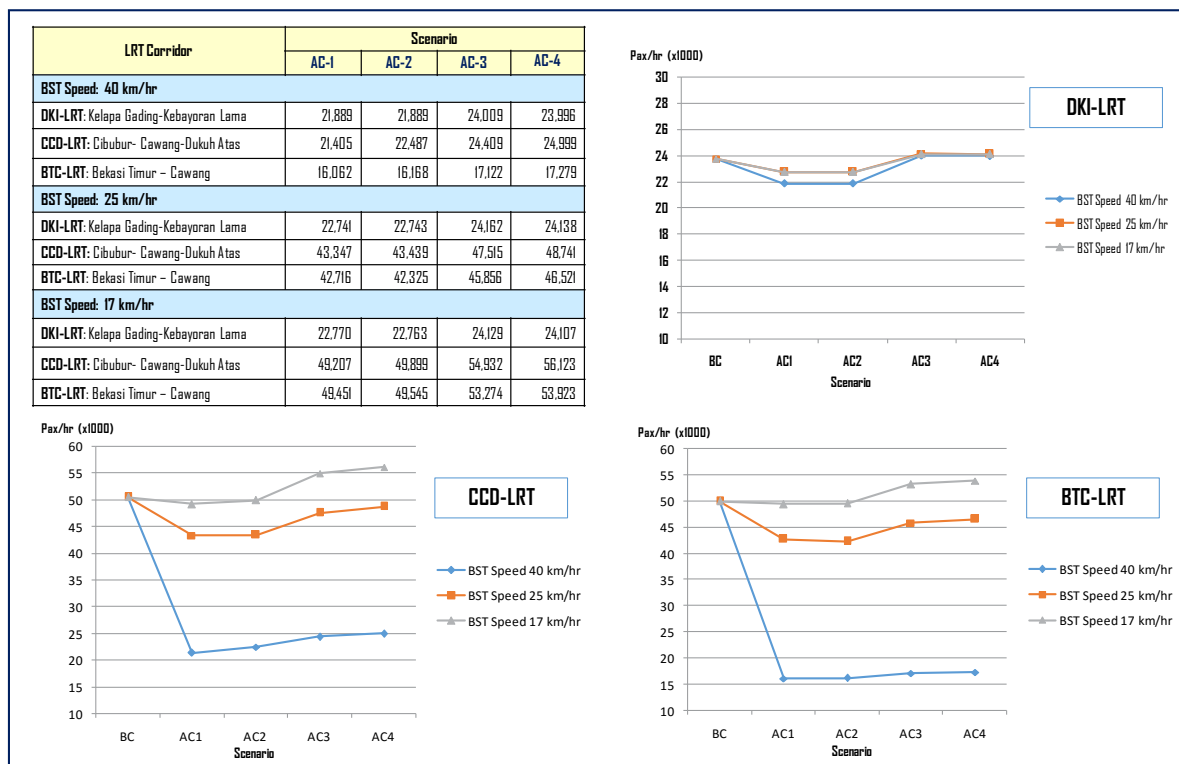 LRT Corridor Scenario
AC-1 AC-2 AC-3 AC-4
BST Speed: 40 km/hr
DKI-LRT: Kelapa Gading-Kebayoran Lama 21,889 21,889 24,009 23,996
CCD-LRT: Cibubur- Cawang-Dukuh Atas 21,405 22,487 24,409 24,999
BTC-LRT: Bekasi Timur – Cawang 16,062 16,168 17,122 17,279
BST Speed: 25 km/hr
DKI-LRT: Kelapa Gading-Kebayoran Lama 22,741 22,743 24,162 24,138
CCD-LRT: Cibubur- Cawang-Dukuh Atas 43,347 43,439 47,515 48,741
BTC-LRT: Bekasi Timur – Cawang 42,716 42,325 45,856 46,521
BST Speed: 17 km/hr
DKI-LRT: Kelapa Gading-Kebayoran Lama 22,770 22,763 24,129 24,107
CCD-LRT: Cibubur- Cawang-Dukuh Atas 49,207 49,899 54,932 56,123
BTC-LRT: Bekasi Timur – Cawang 49,451 49,545 53,274 53,923
Pax/hr (x1000)
30
28
26
24
22
20
18
16
14
12
10
BC AC1 AC2 AC3 AC4
Scenario
DKI-LRT
BST Speed 40 km/hr
BST Speed 25 km/hr
BST Speed 17 km/hr
Pax/hr (x1000)
60
55
50
45
40
35
30
25
20
15
10
BC AC1 AC2 AC3 AC4
Scenario
CCD-LRT
BST Speed 40 km/hr
BST Speed 25 km/hr
BST Speed 17 km/hr
Pax/hr (x1000)
60
55
50
45
40
35
30
25
20
15
10
BC AC1 AC2 AC3 AC4
Scenario
BTC-LRT
BST Speed 40 km/hr
BST Speed 25 km/hr
BST Speed 17 km/hr